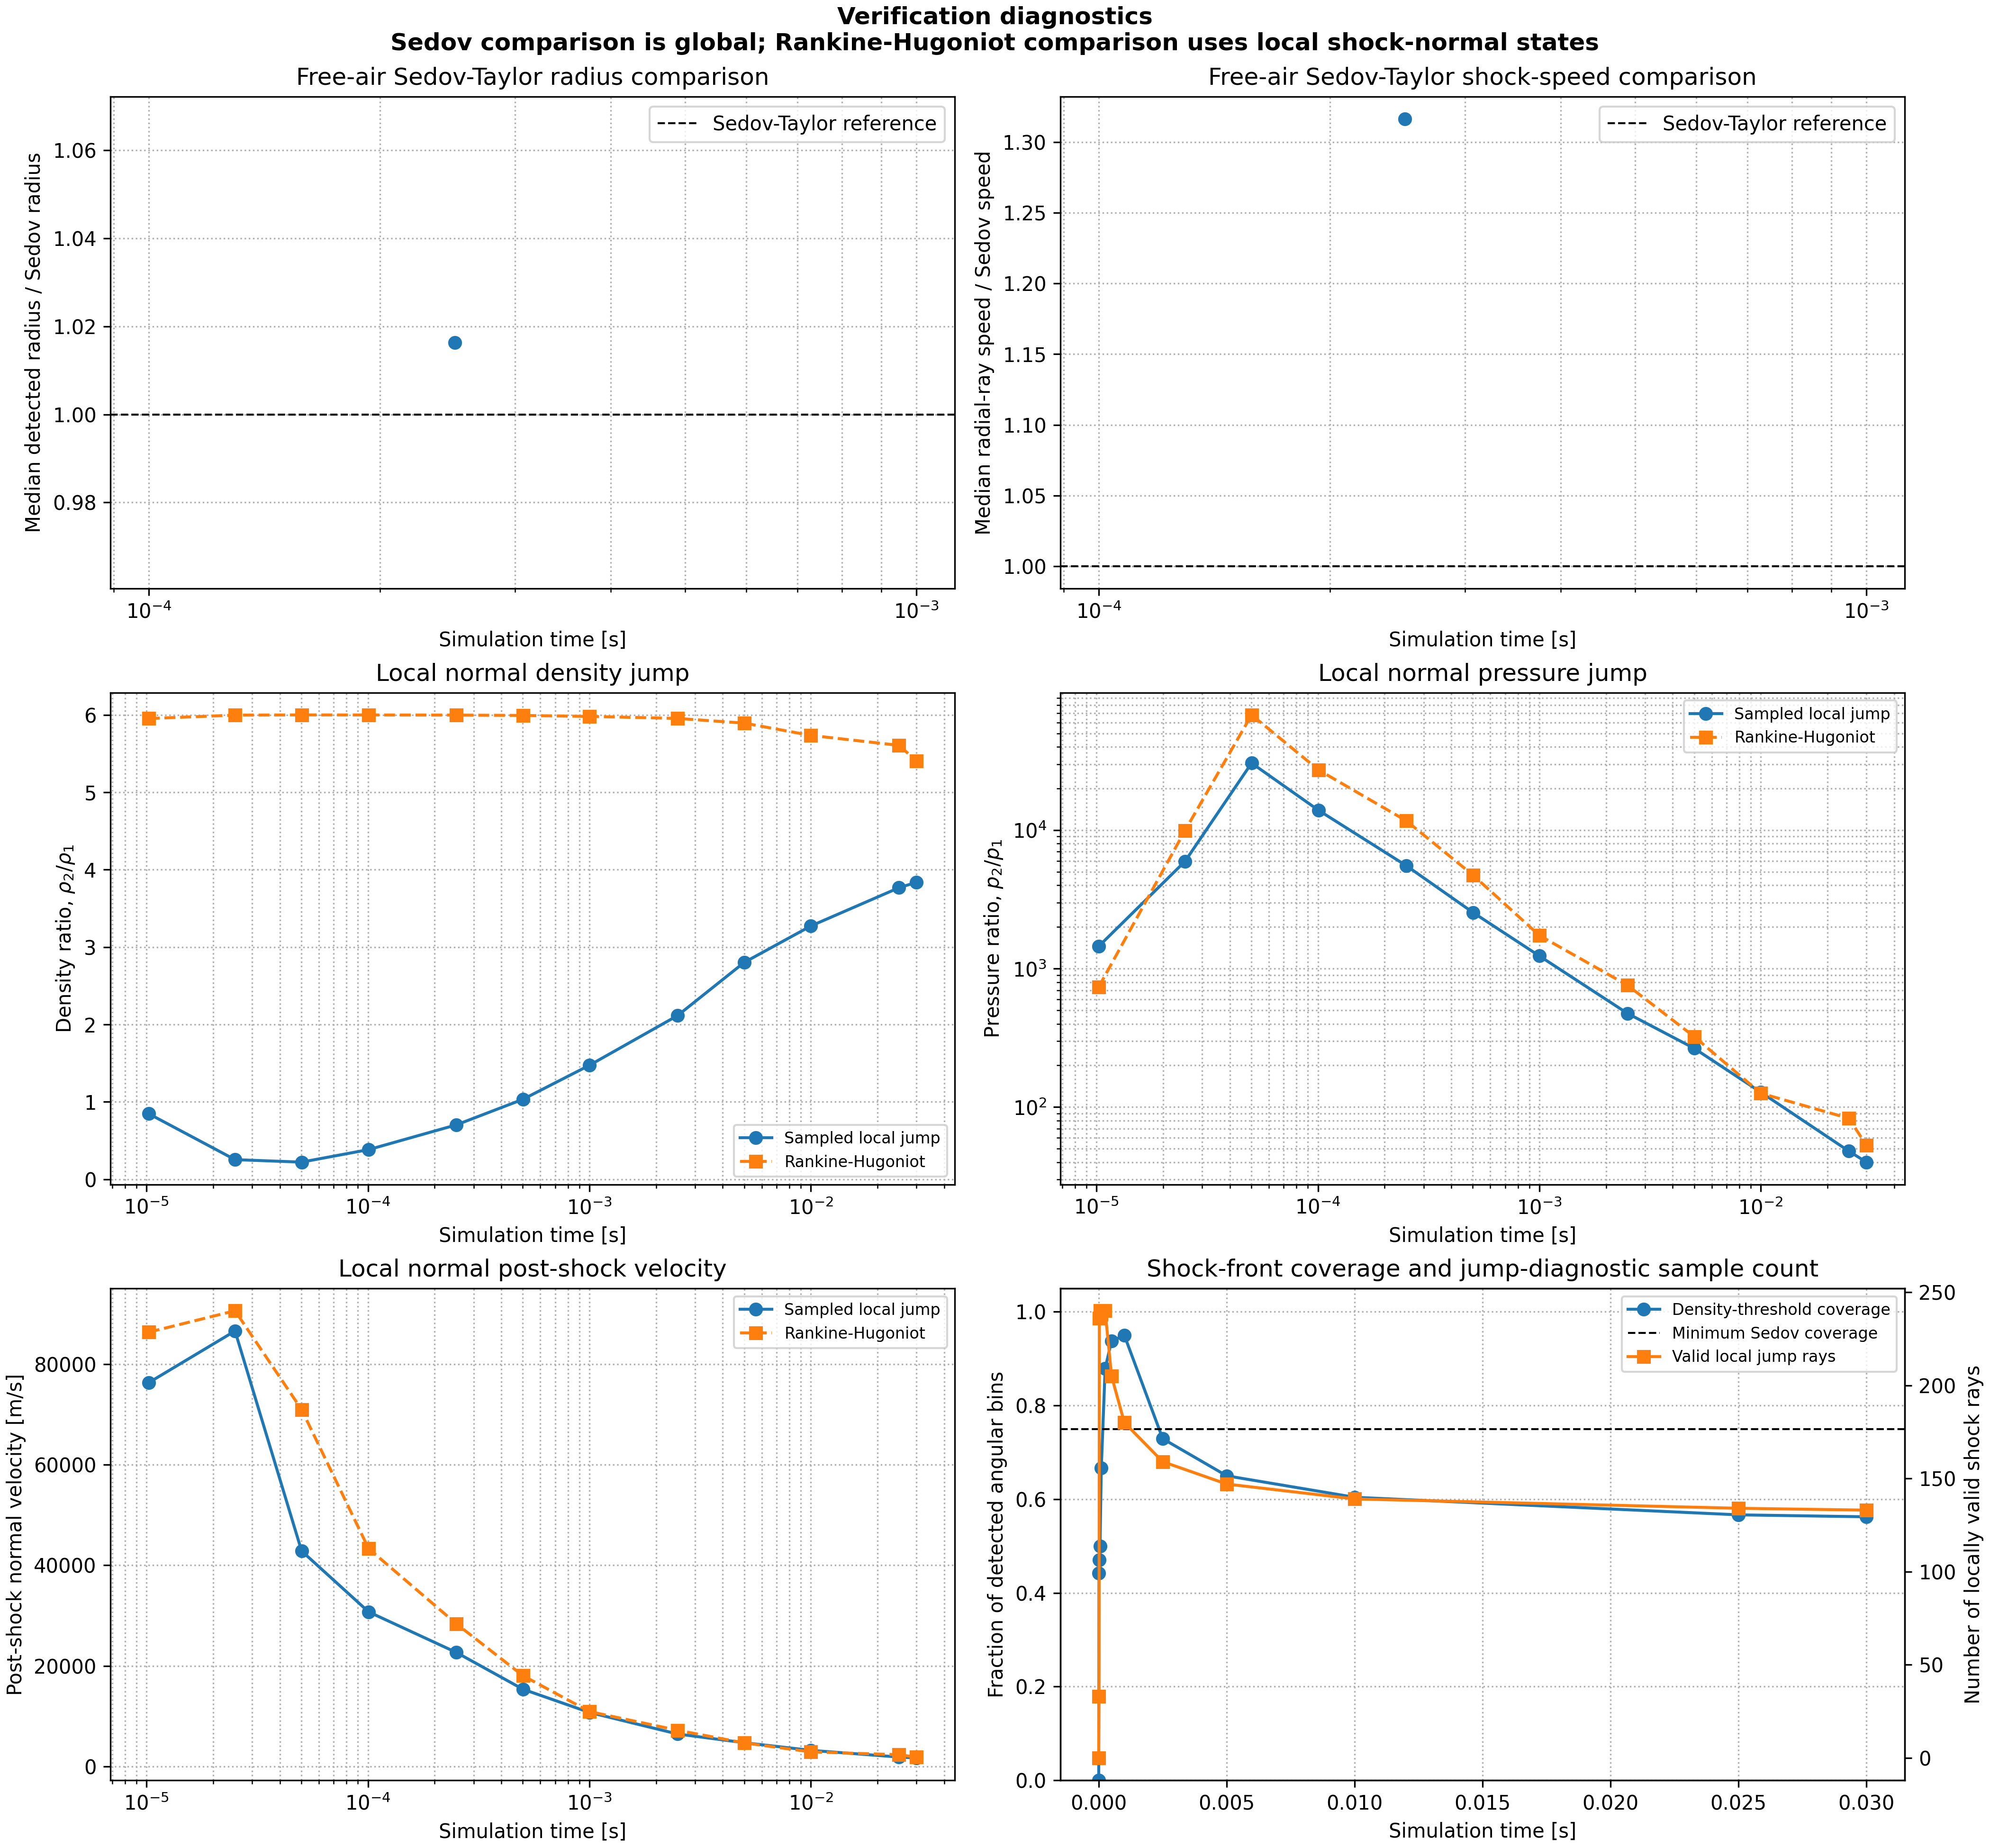 Verification diagnostics
Sedov comparison is global; Rankine-Hugoniot comparison uses local shock-normal states
Free-air Sedov-Taylor radius comparison
Median detected radius / Sedov radius
1.06
1.04
1.02
1.00
0.98
Sedov-Taylor reference
10⁻⁴
10⁻³
Simulation time [s]
Free-air Sedov-Taylor shock-speed comparison
Median radial-ray speed / Sedov speed
1.30
1.25
1.20
1.15
1.10
1.05
1.00
Sedov-Taylor reference
10⁻⁴
10⁻³
Simulation time [s]
Local normal density jump
Density ratio, ρ₂/ρ₁
6
5
4
3
2
1
0
Sampled local jump
Rankine-Hugoniot
10⁻⁵
10⁻⁴
10⁻³
10⁻²
Simulation time [s]
Local normal pressure jump
Pressure ratio, p₂/p₁
10⁴
10³
10²
Sampled local jump
Rankine-Hugoniot
10⁻⁵
10⁻⁴
10⁻³
10⁻²
Simulation time [s]
Local normal post-shock velocity
Post-shock normal velocity [m/s]
80000
60000
40000
20000
0
Sampled local jump
Rankine-Hugoniot
10⁻⁵
10⁻⁴
10⁻³
10⁻²
Simulation time [s]
Shock-front coverage and jump-diagnostic sample count
Fraction of detected angular bins
1.0
0.8
0.6
0.4
0.2
0.0
Density-threshold coverage
Minimum Sedov coverage
Valid local jump rays
250
200
150
100
50
0
Number of locally valid shock rays
0.000
0.005
0.010
0.015
0.020
0.025
0.030
Simulation time [s]